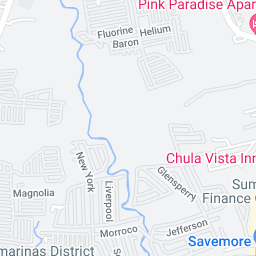 Pink Paradise Apar
Fluorine
Helium
Baron
Chula Vista Inn
New York
Glensperry
Magnolia
Liverpool
Sum
Finance
Morocco
Jefferson
Savemore
marinas District